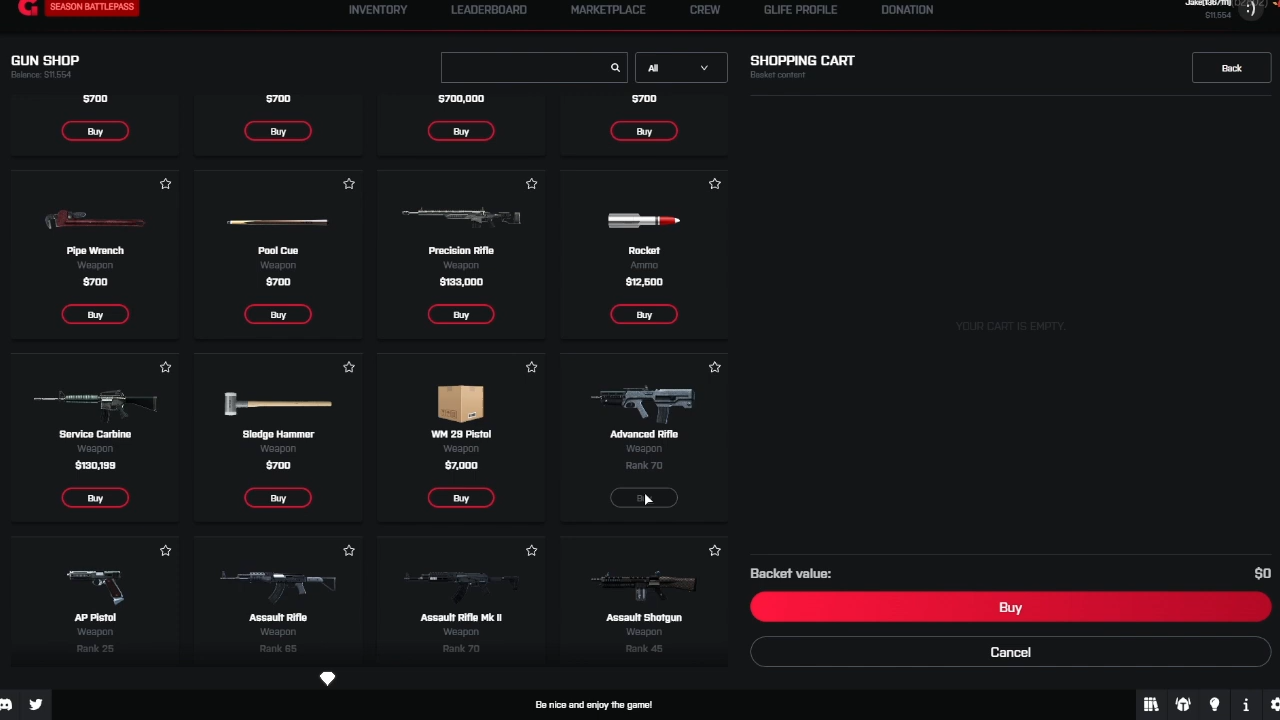 SEASON BATTLEPASS
INVENTORY LEADERBOARD MARKETPLACE CREW GLIFE PROFILE DONATION
$11,554
GUN SHOP
Balance: $11,554
All
SHOPPING CART
Basket content
Back
$700 $700 $700,000 $700
Buy Buy Buy Buy
Pipe Wrench Pool Cue Precision Rifle Rocket
Weapon Weapon Weapon Ammo
$700 $700 $133,000 $12,500
Buy Buy Buy Buy
YOUR CART IS EMPTY.
Service Carbine Sledge Hammer WM 29 Pistol Advanced Rifle
Weapon Weapon Weapon Weapon
$130,199 $700 $7,000 Rank 70
Buy Buy Buy
AP Pistol Assault Rifle Assault Rifle Mk II Assault Shotgun
Weapon Weapon Weapon Weapon
Rank 25 Rank 65 Rank 70 Rank 45
Backet value: $0
Buy
Cancel
Be nice and enjoy the game!